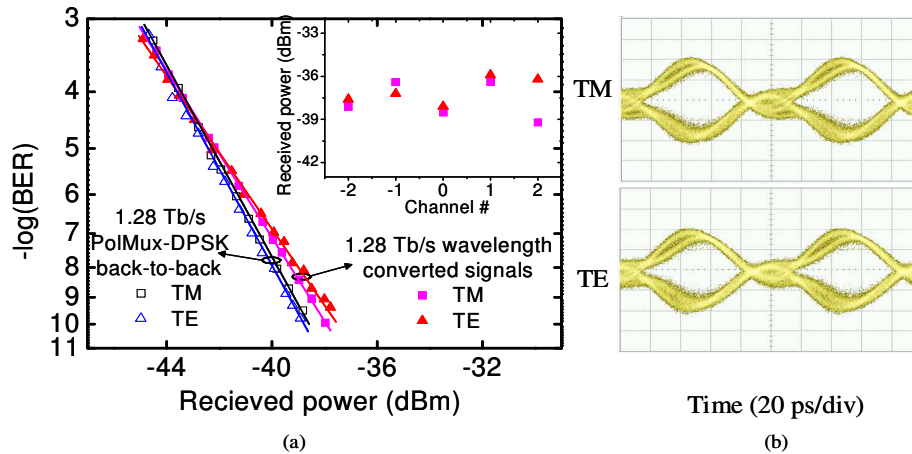 3
4
5
6
7
8
9
10
11
-log(BER)
-44
-40
-36
-32
Recieved power (dBm)
1.28 Tb/s
PolMux-DPSK
back-to-back
TM
TE
1.28 Tb/s wavelength
converted signals
TM
TE
-33
-36
-39
-42
Received power (dBm)
-2
-1
0
1
2
Channel #
(a)
TM
TE
Time (20 ps/div)
(b)